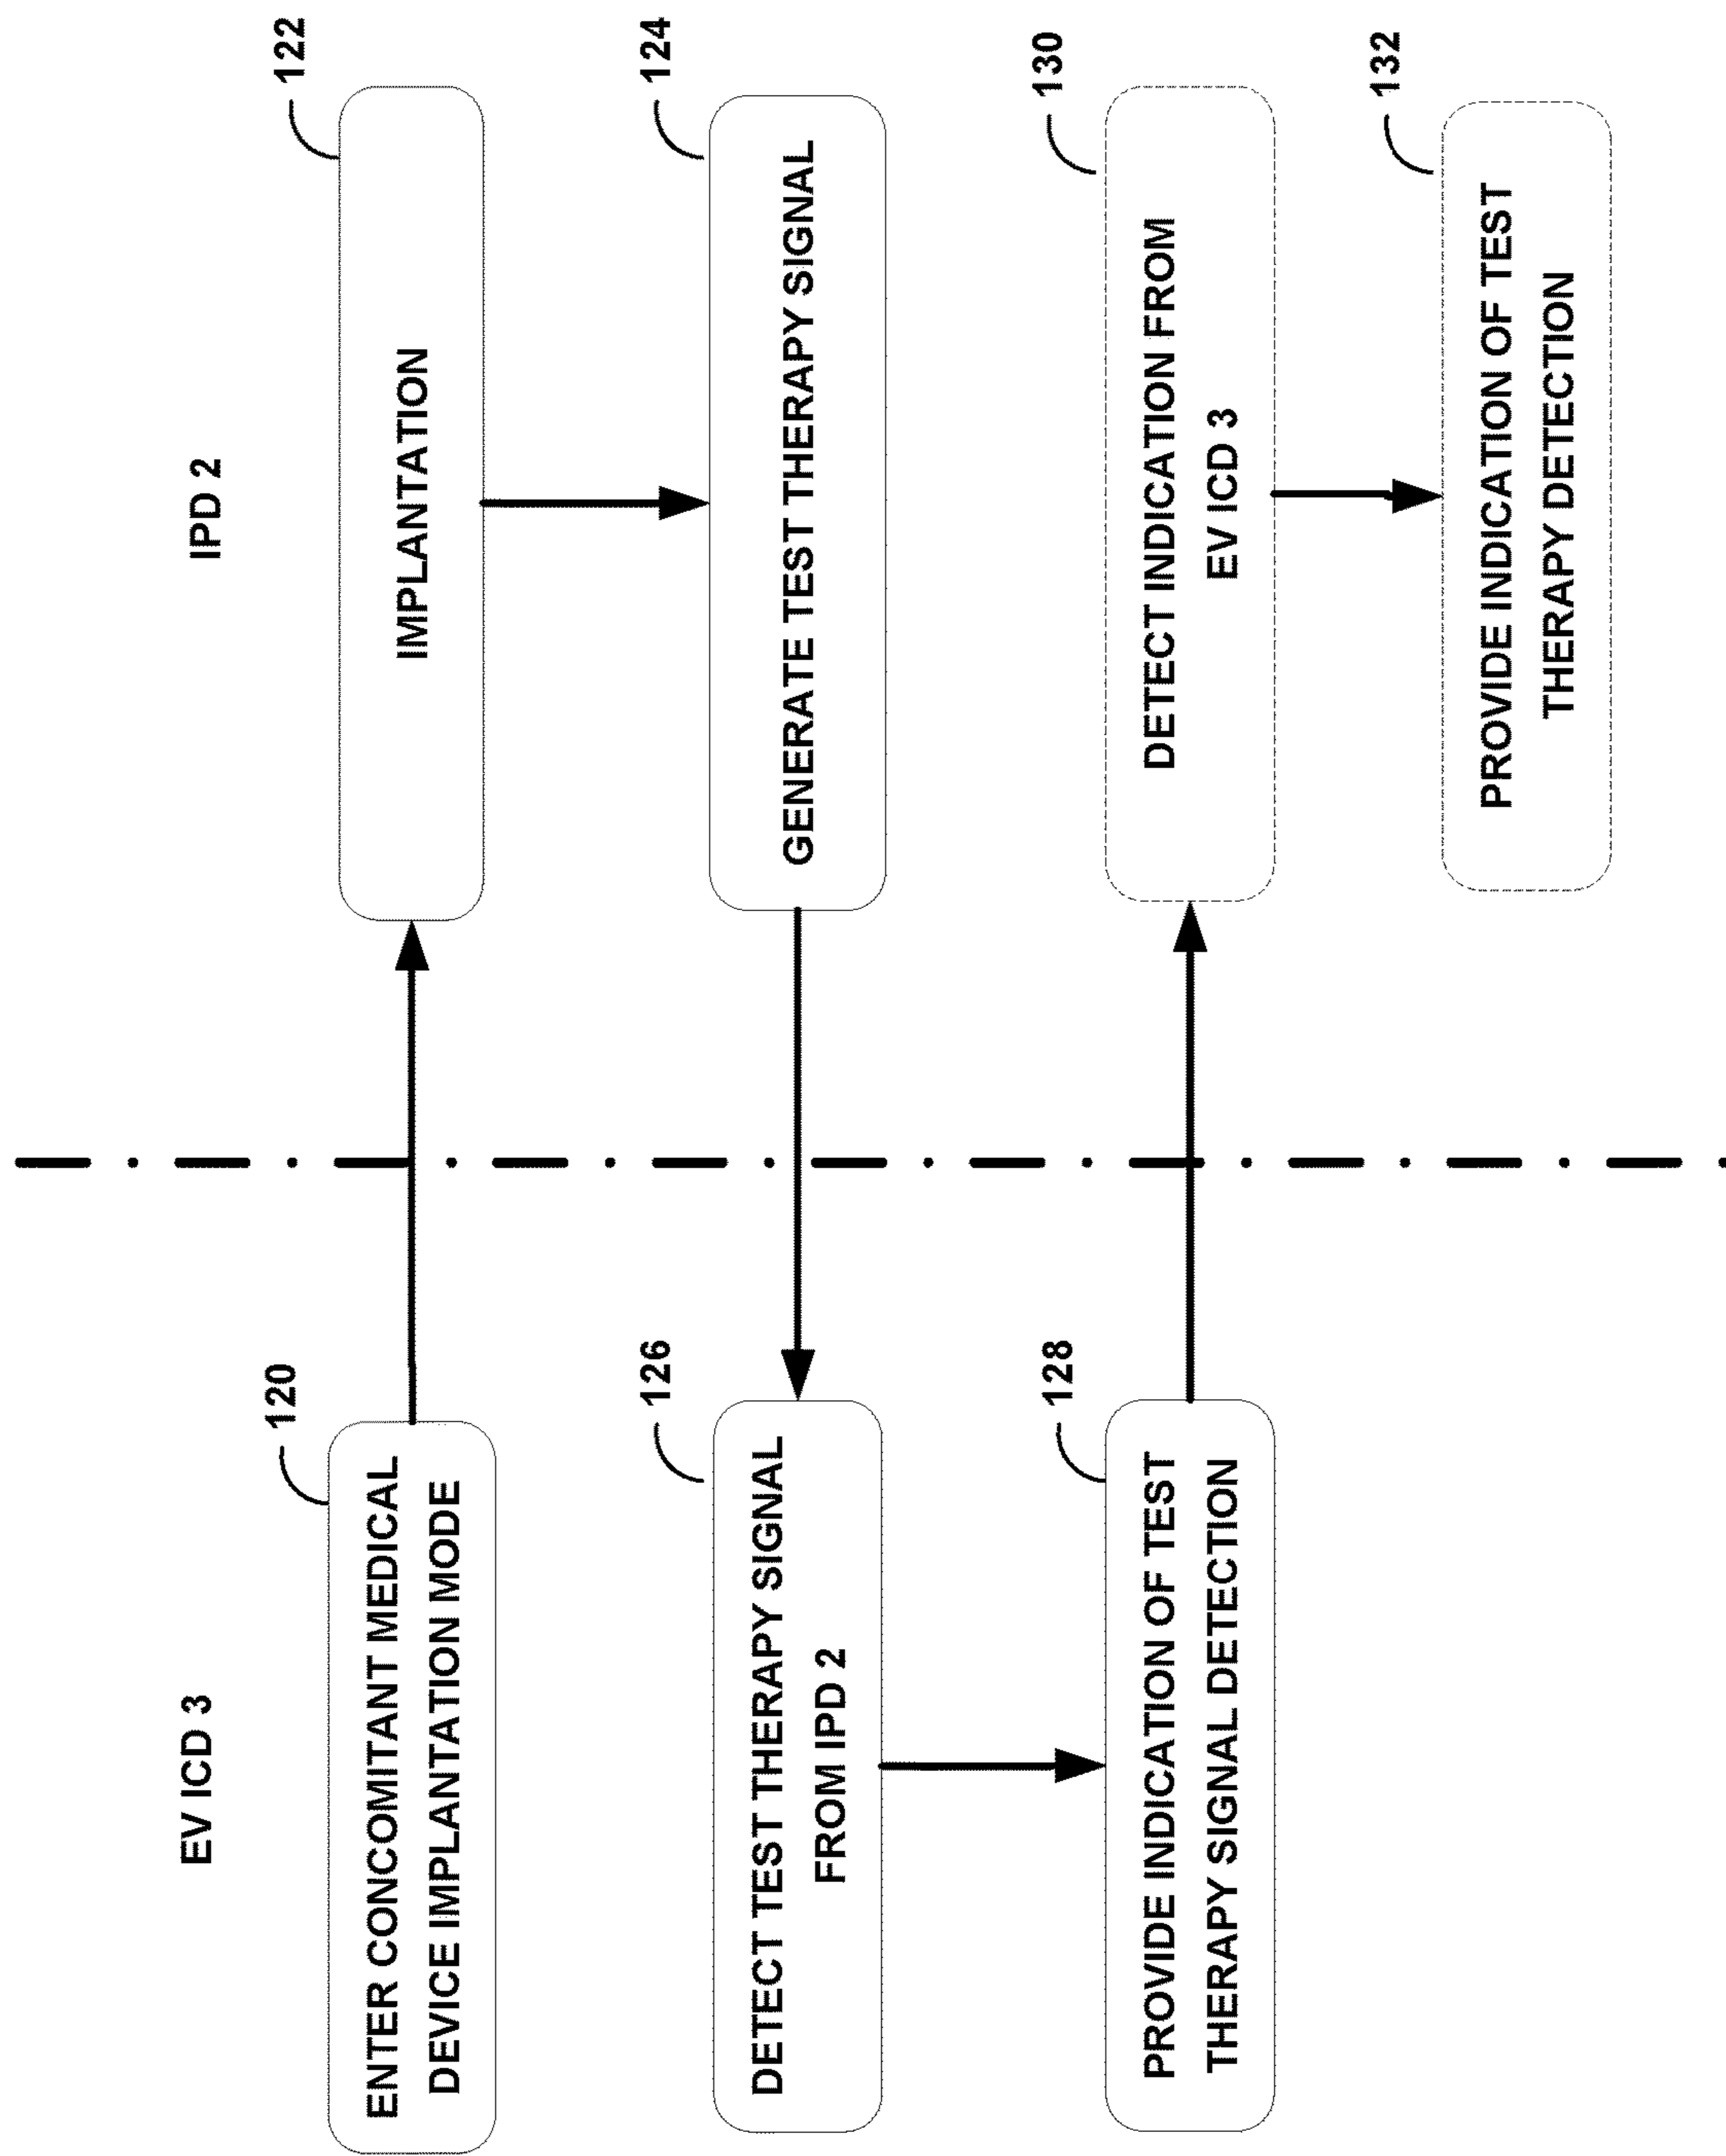 EV ICD 3
IPD 2
120
ENTER CONCOMITANT MEDICAL
DEVICE IMPLANTATION MODE
122
IMPLANTATION
124
GENERATE TEST THERAPY SIGNAL
126
DETECT TEST THERAPY SIGNAL
FROM IPD 2
128
PROVIDE INDICATION OF TEST
THERAPY SIGNAL DETECTION
130
DETECT INDICATION FROM
EV ICD 3
132
PROVIDE INDICATION OF TEST
THERAPY DETECTION